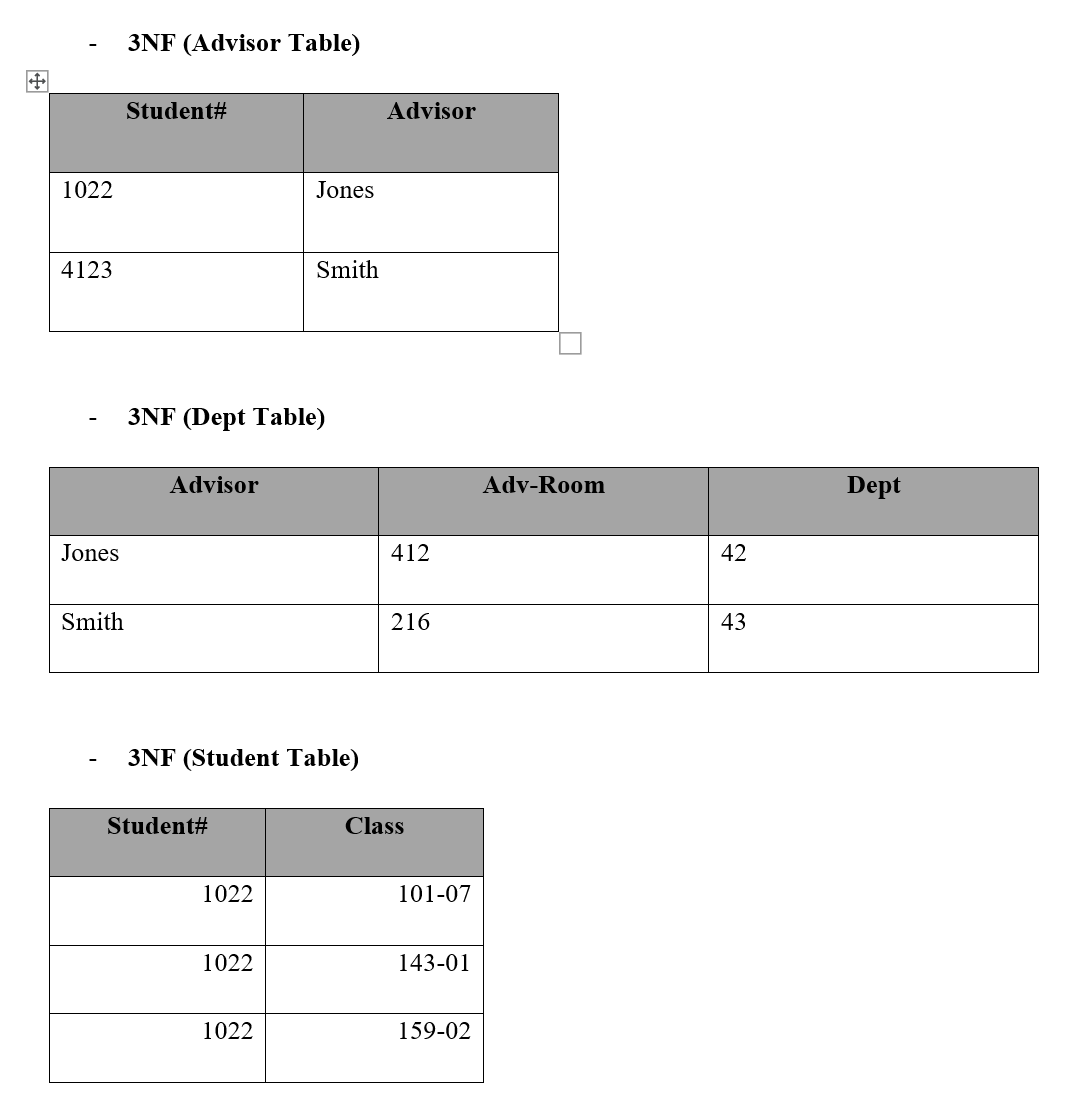 - 3NF (Advisor Table)
Student# Advisor
1022 Jones
4123 Smith
- 3NF (Dept Table)
Advisor Adv-Room Dept
Jones 412 42
Smith 216 43
- 3NF (Student Table)
Student# Class
1022 101-07
1022 143-01
1022 159-02